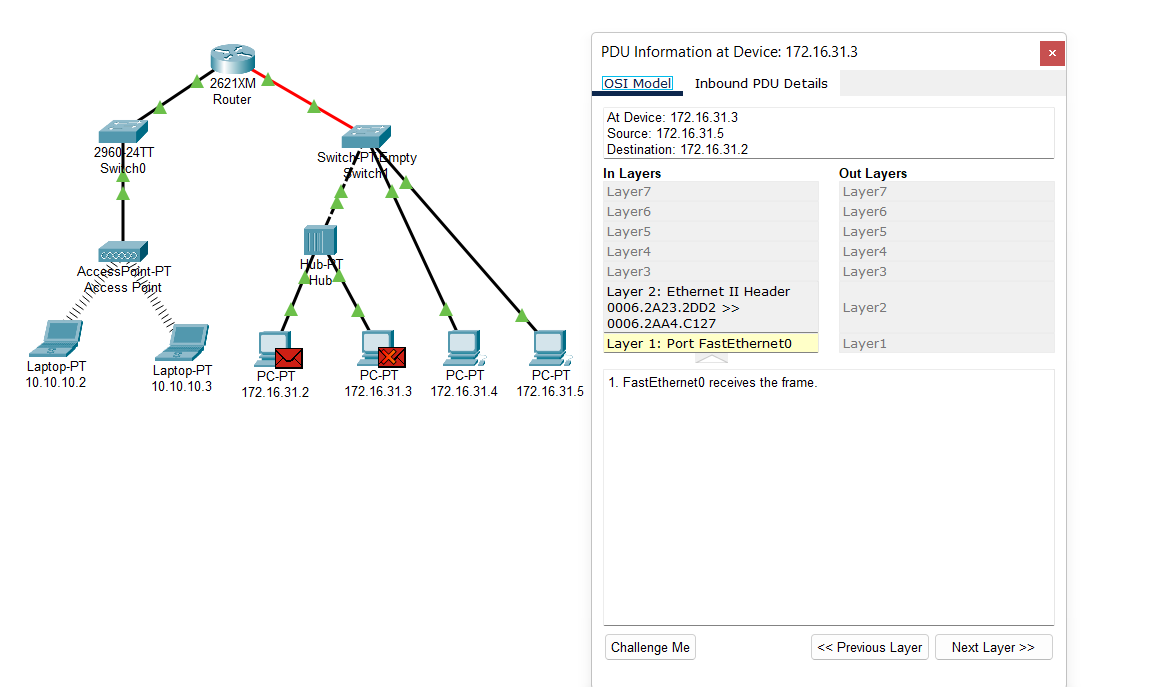 2621XM
Router
2960-24TT
Switch0
Switch-PT-Empty
Switch1
AccessPoint-PT
Access Point
Hub-PT
Hub
Laptop-PT
10.10.10.2
Laptop-PT
10.10.10.3
PC-PT
172.16.31.2
PC-PT
172.16.31.3
PC-PT
172.16.31.4
PC-PT
172.16.31.5
PDU Information at Device: 172.16.31.3
OSI Model
Inbound PDU Details
At Device: 172.16.31.3
Source: 172.16.31.5
Destination: 172.16.31.2
In Layers
Layer7
Layer6
Layer5
Layer4
Layer3
Layer 2: Ethernet II Header
0006.2A23.2DD2 >>
0006.2AA4.C127
Layer 1: Port FastEthernet0
Out Layers
Layer7
Layer6
Layer5
Layer4
Layer3
Layer2
Layer1
1. FastEthernet0 receives the frame.
Challenge Me
<< Previous Layer
Next Layer >>